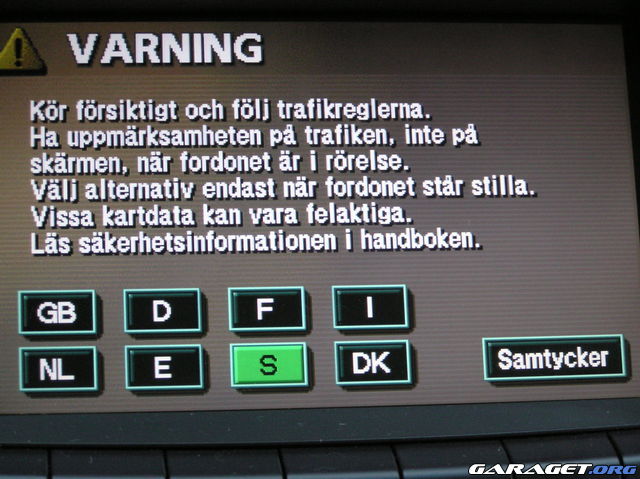 VARNING
Kör försiktigt och följ trafikreglerna.
Ha uppmärksamheten på trafiken, inte på
skärmen, när fordonet är i rörelse.
Välj alternativ endast när fordonet står stilla.
Vissa kartdata kan vara felaktiga.
Läs säkerhetsinformationen i handboken.
GB D F I
NL E S DK
Samtycker
GARAGET.ORG